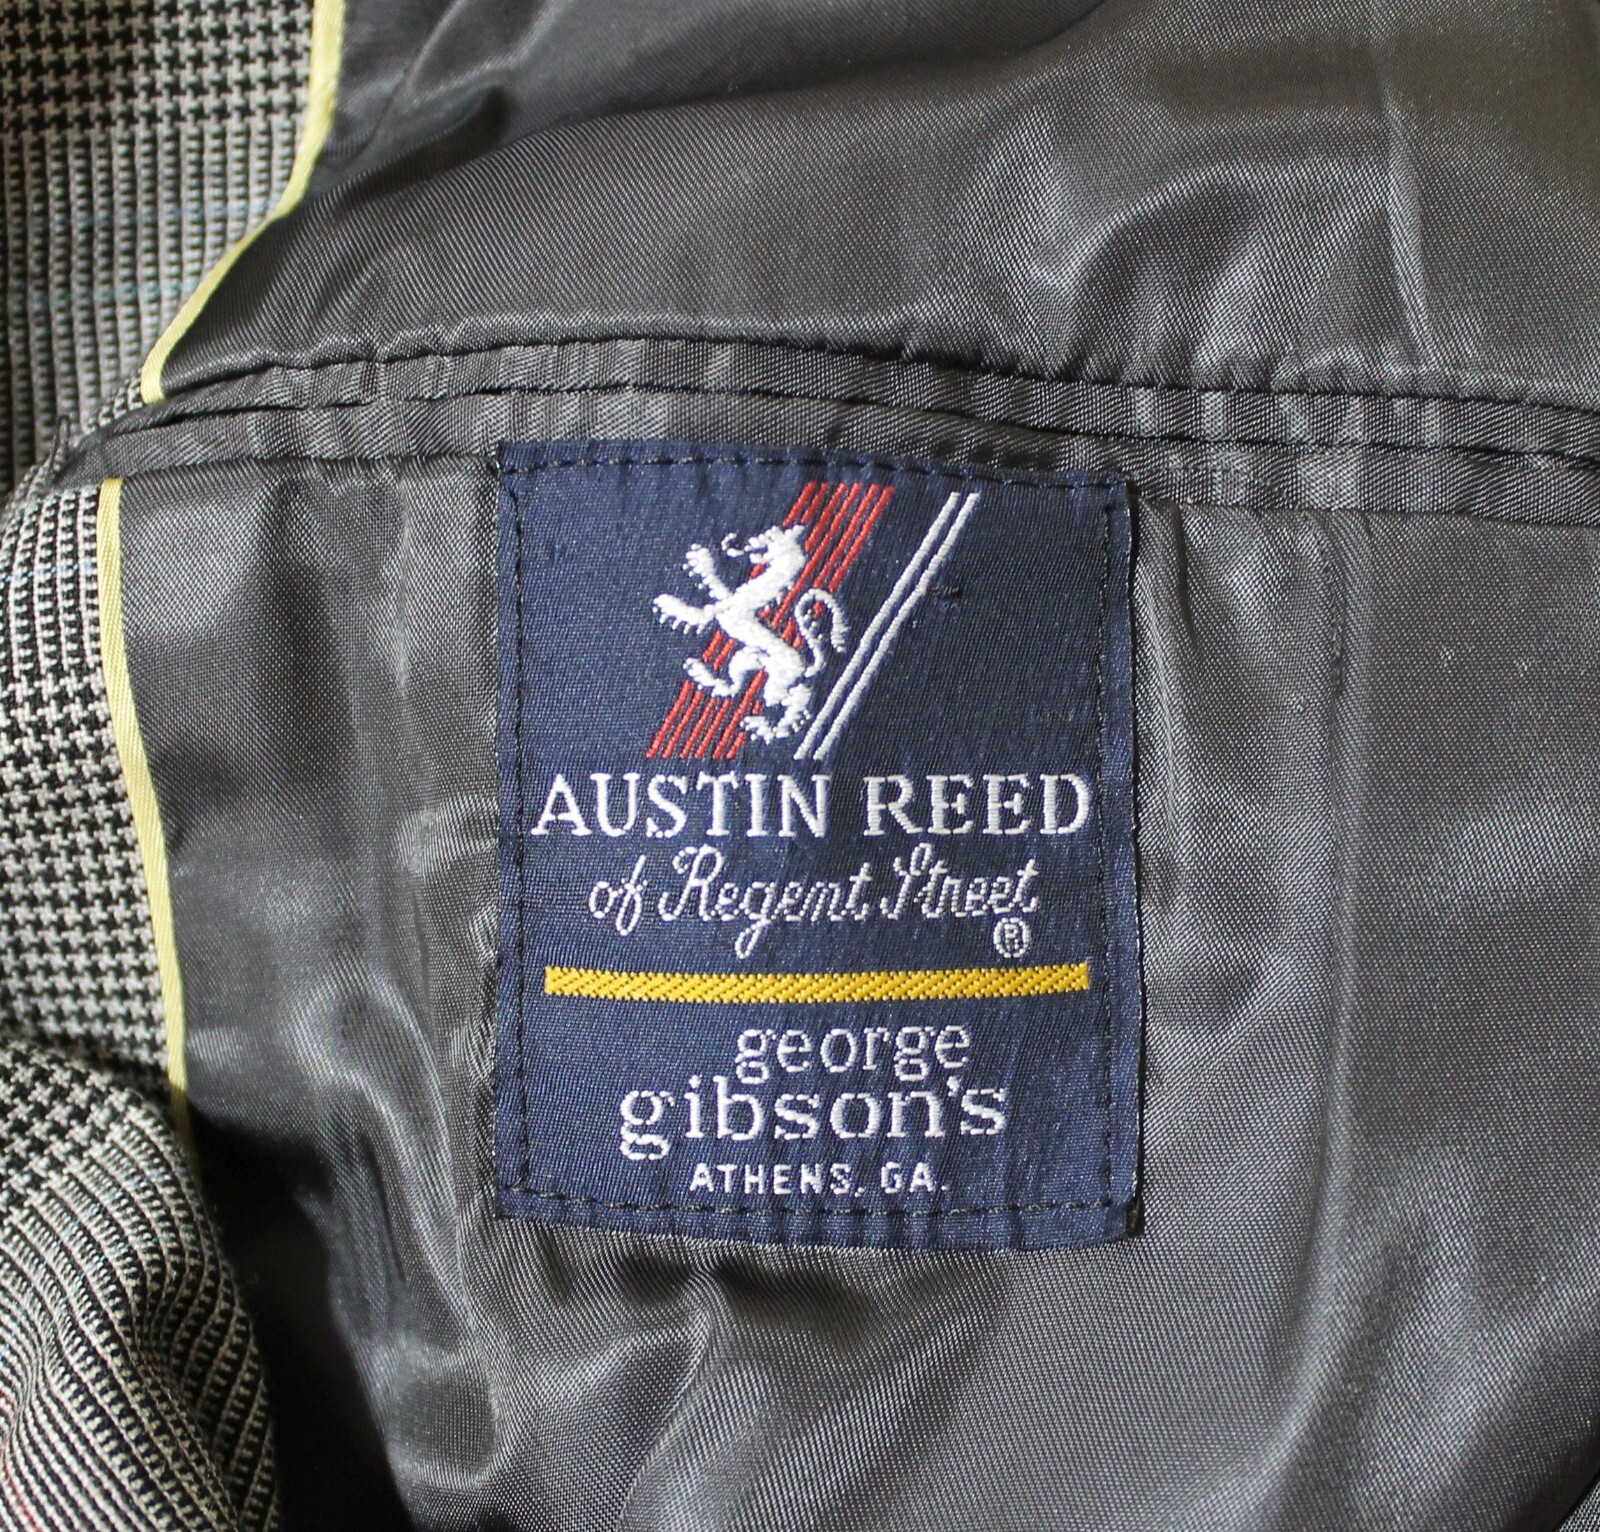 AUSTIN REED
of Regent Street
®
george
gibson's
ATHENS, GA.